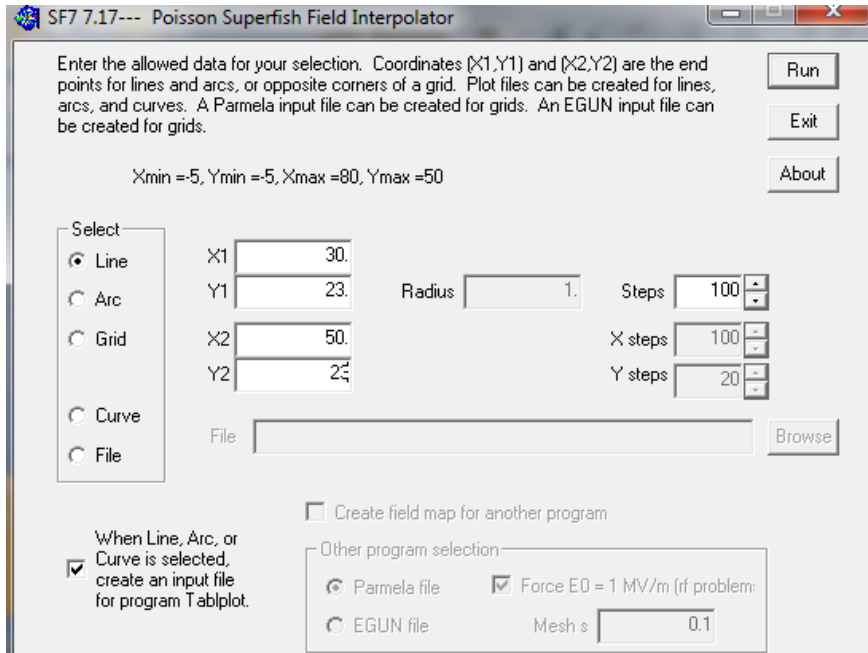 SF7 7.17--- Poisson Superfish Field Interpolator
Enter the allowed data for your selection. Coordinates (X1,Y1) and (X2,Y2) are the end
points for lines and arcs, or opposite corners of a grid. Plot files can be created for lines,
arcs, and curves. A Parmela input file can be created for grids. An EGUN input file can
be created for grids.
Run
Exit
About
Xmin =-5, Ymin =-5, Xmax =80, Ymax =50
Select
Line
Arc
Grid
Curve
File
X1 30.
Y1 23.
X2 50.
Y2 23
Radius 1.
Steps 100
X steps 100
Y steps 20
File
Browse
When Line, Arc, or
Curve is selected,
create an input file
for program Tablplot.
Create field map for another program
Other program selection
Parmela file
Force E0 = 1 MV/m (rf problem:
EGUN file
Mesh s 0.1